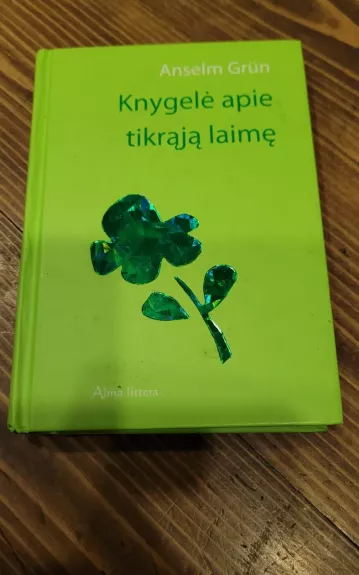 Anselm Grün
Knygelė apie
tikrąją laimę
Alma littera